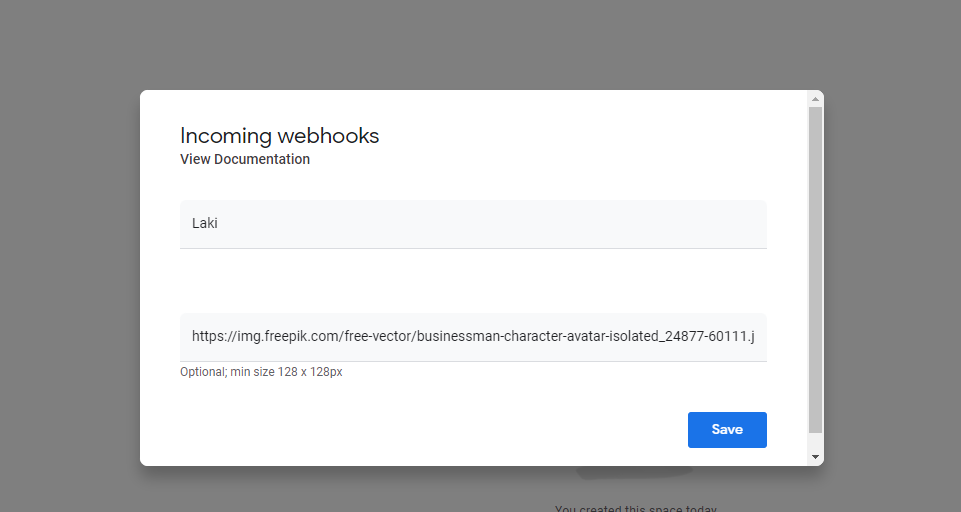 Incoming webhooks
View Documentation
Laki
https://img.freepik.com/free-vector/businessman-character-avatar-isolated_24877-60111.j
Optional; min size 128 x 128px
Save
You created this space today